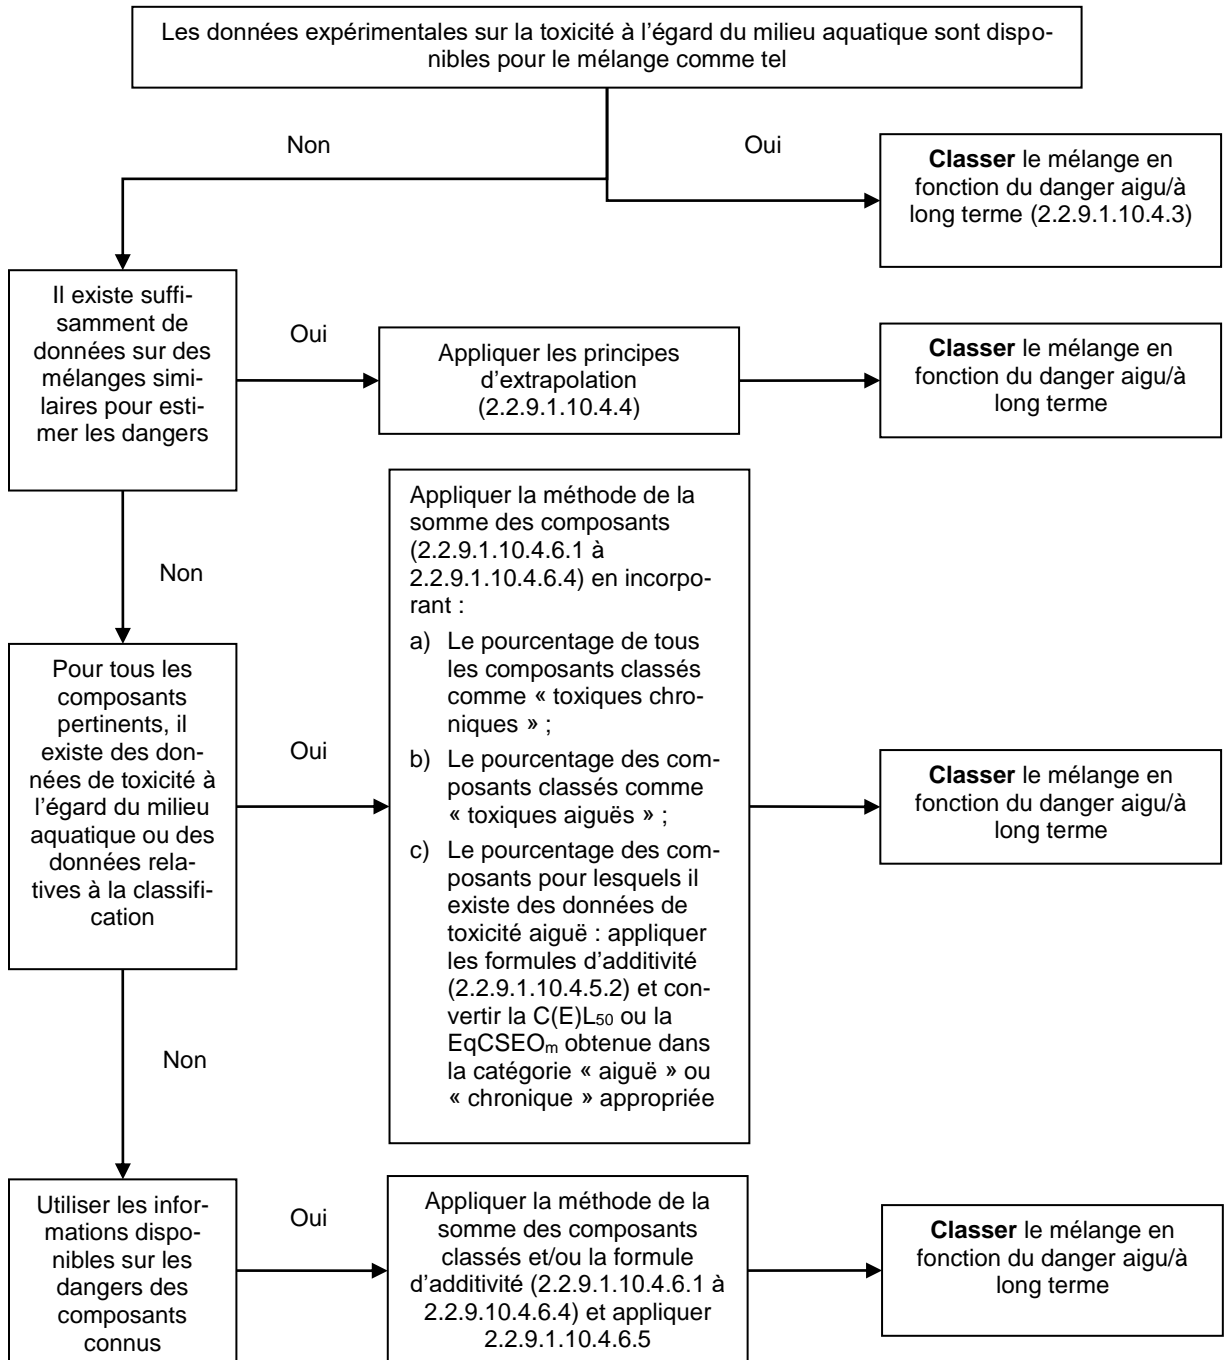 Les données expérimentales sur la toxicité à l’égard du milieu aquatique sont dispo-
nibles pour le mélange comme tel
Non
Oui
Classer le mélange en
fonction du danger aigu/à
long terme (2.2.9.1.10.4.3)
Il existe suffi-
samment de
données sur des
mélanges simi-
laires pour esti-
mer les dangers
Oui
Appliquer les principes
d’extrapolation
(2.2.9.1.10.4.4)
Classer le mélange en
fonction du danger aigu/à
long terme
Non
Pour tous les
composants
pertinents, il
existe des don-
nées de toxicité à
l’égard du milieu
aquatique ou des
données rela-
tives à la classifi-
cation
Oui
Appliquer la méthode de la
somme des composants
(2.2.9.1.10.4.6.1 à
2.2.9.1.10.4.6.4) en incorpo-
rant :
a) Le pourcentage de tous
les composants classés
comme « toxiques chro-
niques » ;
b) Le pourcentage des com-
posants classés comme
« toxiques aiguës » ;
c) Le pourcentage des com-
posants pour lesquels il
existe des données de
toxicité aiguë : appliquer
les formules d’additivité
(2.2.9.1.10.4.5.2) et con-
vertir la C(E)L50 ou la
EqCSEOm obtenue dans
la catégorie « aiguë » ou
« chronique » appropriée
Classer le mélange en
fonction du danger aigu/à
long terme
Non
Utiliser les infor-
mations dispo-
nibles sur les
dangers des
composants
connus
Oui
Appliquer la méthode de la
somme des composants
classés et/ou la formule
d’additivité (2.2.9.1.10.4.6.1 à
2.2.9.10.4.6.4) et appliquer
2.2.9.1.10.4.6.5
Classer le mélange en
fonction du danger aigu/à
long terme